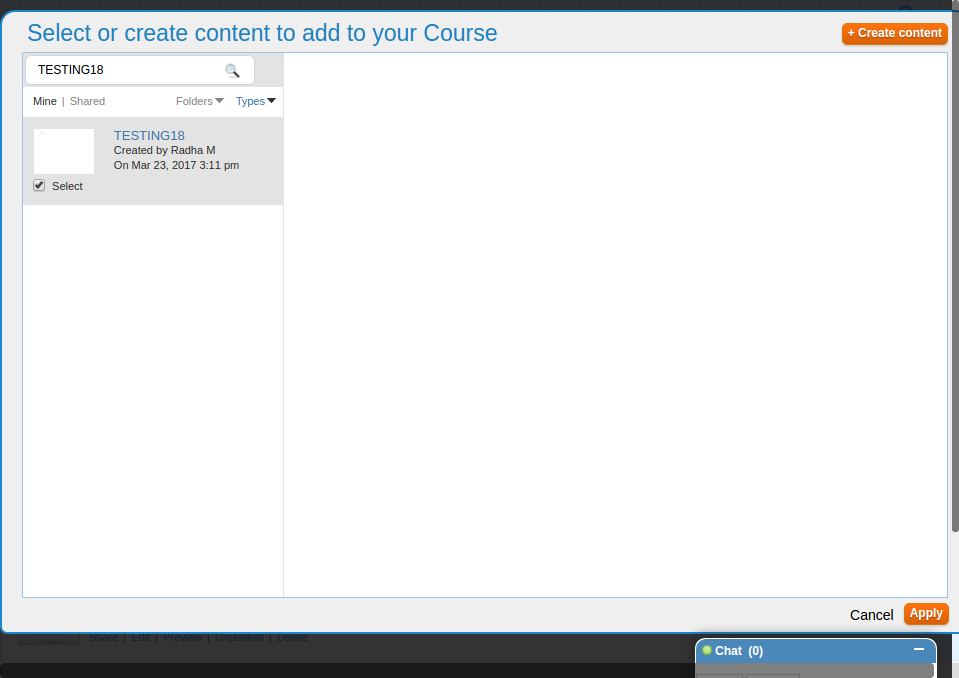 Select or create content to add to your Course
+ Create content
TESTING18
Mine | Shared
Folders
Types
TESTING18
Created by Radha M
On Mar 23, 2017 3:11 pm
Select
Cancel
Apply
Share | Edit | Preview | Unpublish | Delete
Chat (0)